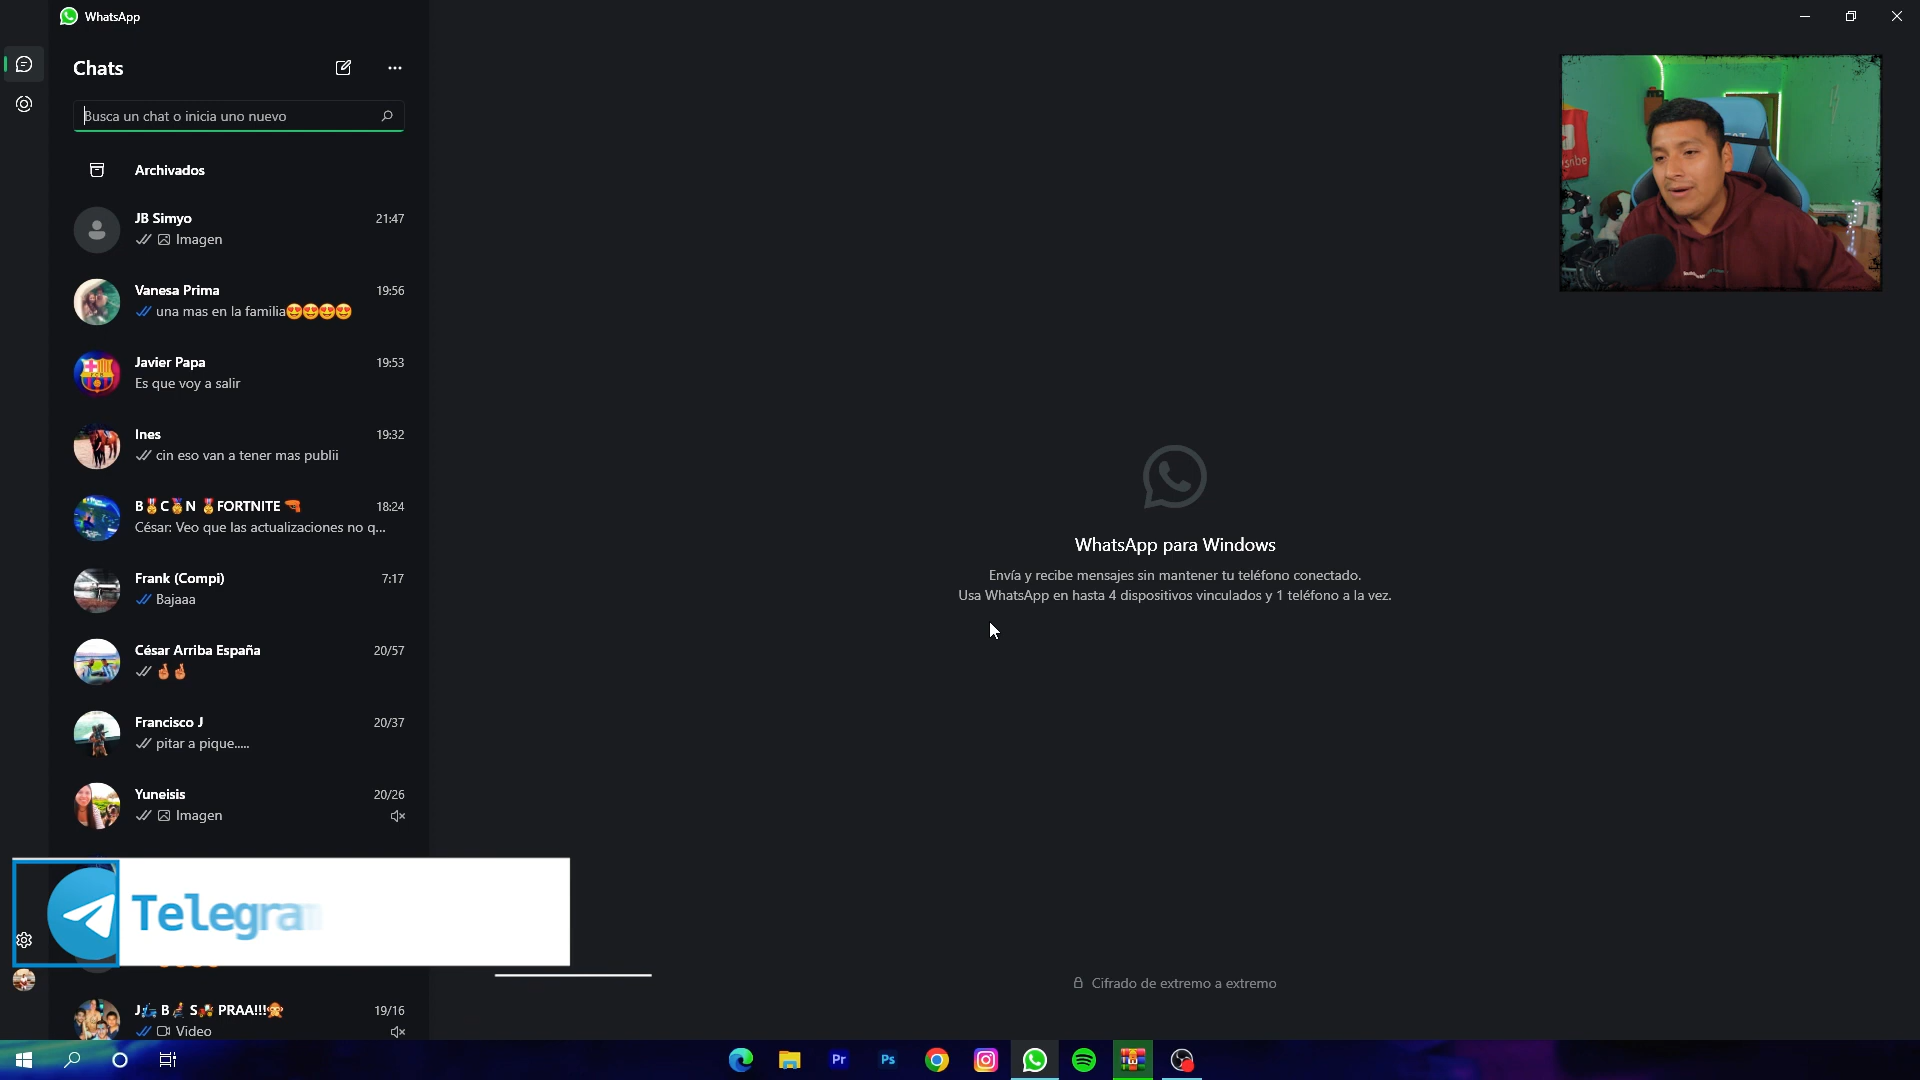 WhatsApp
Chats
Busca un chat o inicia uno nuevo
Archivados
JB Simyo 21:47
Imagen
Vanesa Prima 19:56
una mas en la familia😍😍😍😍
Javier Papa 19:53
Es que voy a salir
Ines 19:32
cin eso van a tener mas publii
B🎖️C🏅N 🎖️FORTNITE 🔫 18:24
César: Veo que las actualizaciones no q...
Frank (Compi) 7:17
Bajaaa
César Arriba España 20/57
🤞🤞
Francisco J 20/37
pitar a pique.....
Yuneisis 20/26
Imagen
Telegram
J🛵 B👩‍🦽 S PRAA!!!🙊 19/16
Video
WhatsApp para Windows
Envía y recibe mensajes sin mantener tu teléfono conectado.
Usa WhatsApp en hasta 4 dispositivos vinculados y 1 teléfono a la vez.
Cifrado de extremo a extremo
Pr
Ps